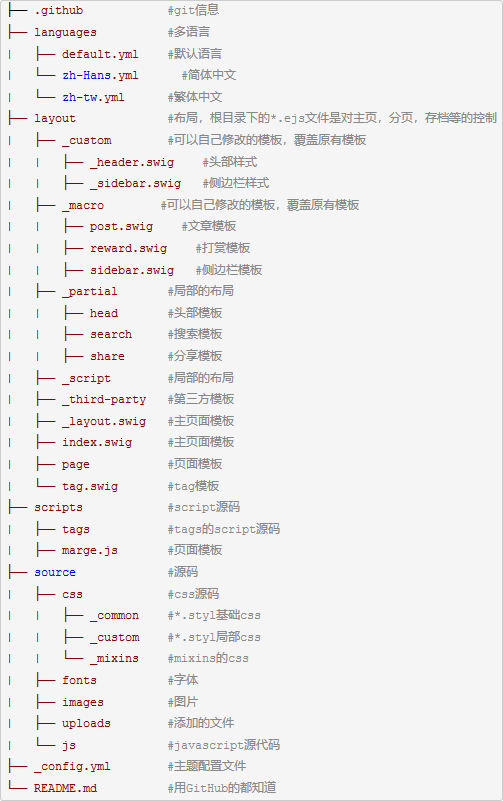 ├── .github            #git信息
├── languages          #多语言
|   ├── default.yml    #默认语言
|   └── zh-Hans.yml      #简体中文
|   └── zh-tw.yml      #繁体中文
├── layout             #布局，根目录下的*.ejs文件是对主页，分页，存档等的控制
|   ├── _custom        #可以自己修改的模板，覆盖原有模板
|   |   ├── _header.swig    #头部样式
|   |   ├── _sidebar.swig   #侧边栏样式
|   ├── _macro        #可以自己修改的模板，覆盖原有模板
|   |   ├── post.swig    #文章模板
|   |   ├── reward.swig    #打赏模板
|   |   ├── sidebar.swig   #侧边栏模板
|   ├── _partial       #局部的布局
|   |   ├── head       #头部模板
|   |   ├── search     #搜索模板
|   |   ├── share      #分享模板
|   ├── _script        #局部的布局
|   ├── _third-party   #第三方模板
|   ├── _layout.swig   #主页面模板
|   ├── index.swig     #主页面模板
|   ├── page           #页面模板
|   └── tag.swig       #tag模板
├── scripts            #script源码
|   ├── tags           #tags的script源码
|   ├── marge.js       #页面模板
├── source             #源码
|   ├── css            #css源码
|   |   ├── _common    #*.styl基础css
|   |   ├── _custom    #*.styl局部css
|   |   └── _mixins    #mixins的css
|   ├── fonts          #字体
|   ├── images         #图片
|   ├── uploads        #添加的文件
|   └── js             #javascript源代码
├── _config.yml        #主题配置文件
└── README.md          #用GitHub的都知道